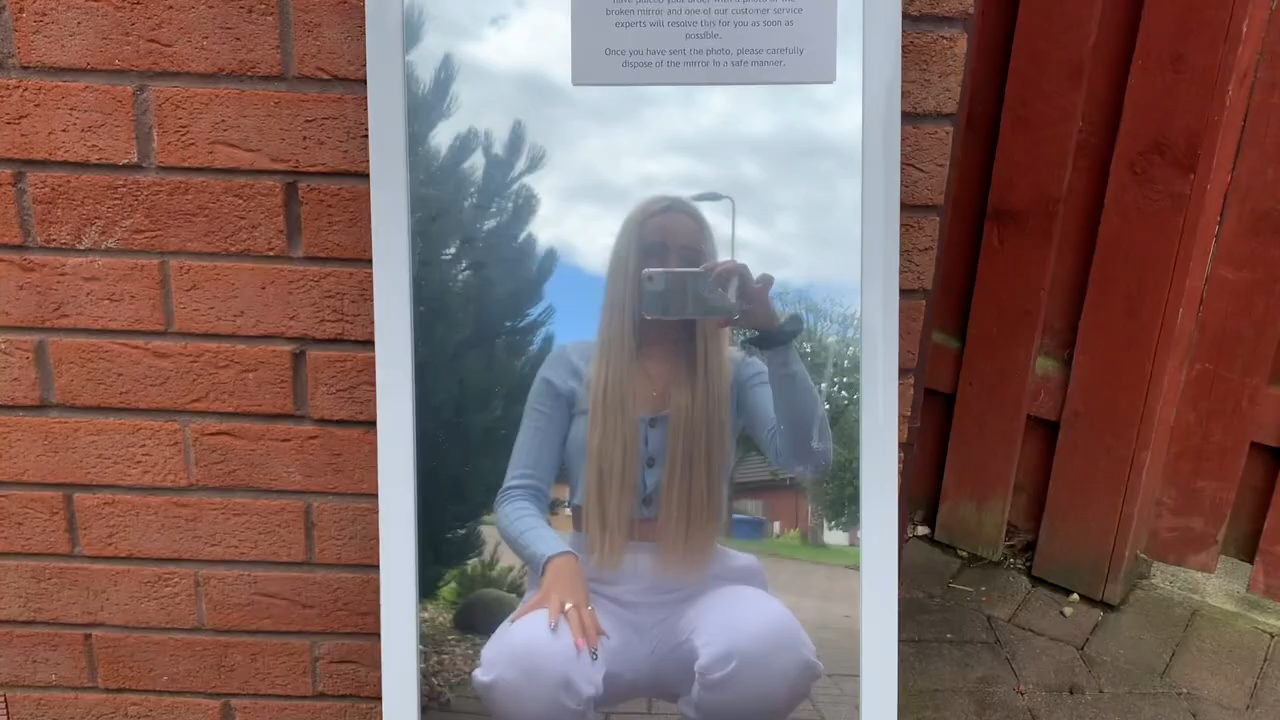 have placed your order with a photo of the
broken mirror and one of our customer service
experts will resolve this for you as soon as
possible.
Once you have sent the photo, please carefully
dispose of the mirror in a safe manner.